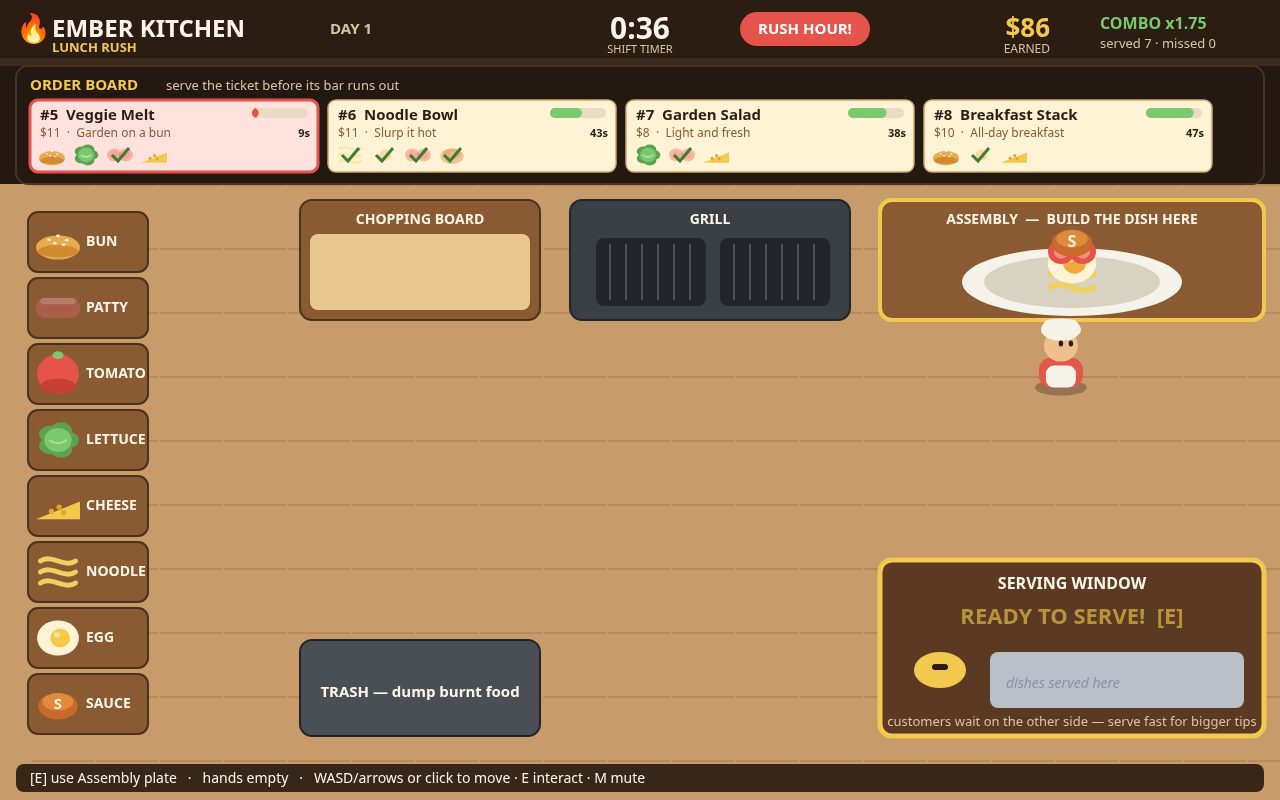 EMBER KITCHEN
LUNCH RUSH
DAY 1
0:36
SHIFT TIMER
RUSH HOUR!
$86
EARNED
COMBO x1.75
served 7 · missed 0
ORDER BOARD serve the ticket before its bar runs out
#5 Veggie Melt
$11 · Garden on a bun 9s
#6 Noodle Bowl
$11 · Slurp it hot 43s
#7 Garden Salad
$8 · Light and fresh 38s
#8 Breakfast Stack
$10 · All-day breakfast 47s
BUN
PATTY
TOMATO
LETTUCE
CHEESE
NOODLE
EGG
S
SAUCE
CHOPPING BOARD
GRILL
ASSEMBLY — BUILD THE DISH HERE
S
TRASH — dump burnt food
SERVING WINDOW
READY TO SERVE! [E]
dishes served here
customers wait on the other side — serve fast for bigger tips
[E] use Assembly plate · hands empty · WASD/arrows or click to move · E interact · M mute